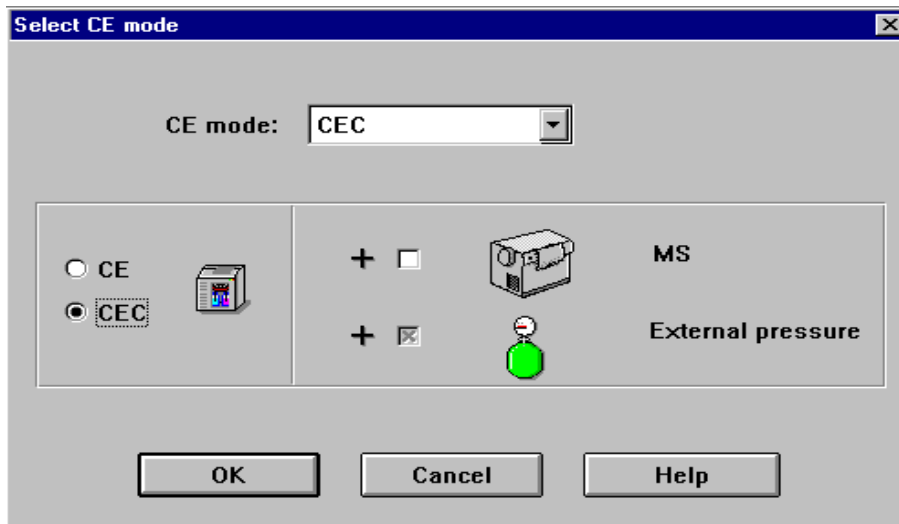 Select CE mode
CE mode: CEC
CE
CEC
MS
External pressure
OK Cancel Help